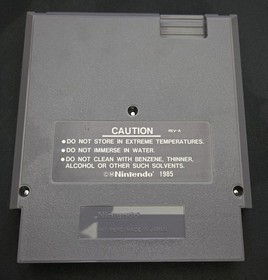 CAUTION
REV-A
•DO NOT STORE IN EXTREME TEMPERATURES.
•DO NOT IMMERSE IN WATER
•DO NOT CLEAN WITH BENZENE, THINNER,
ALCOHOL OR OTHER SUCH SOLVENTS.
©™Nintendo® 1985